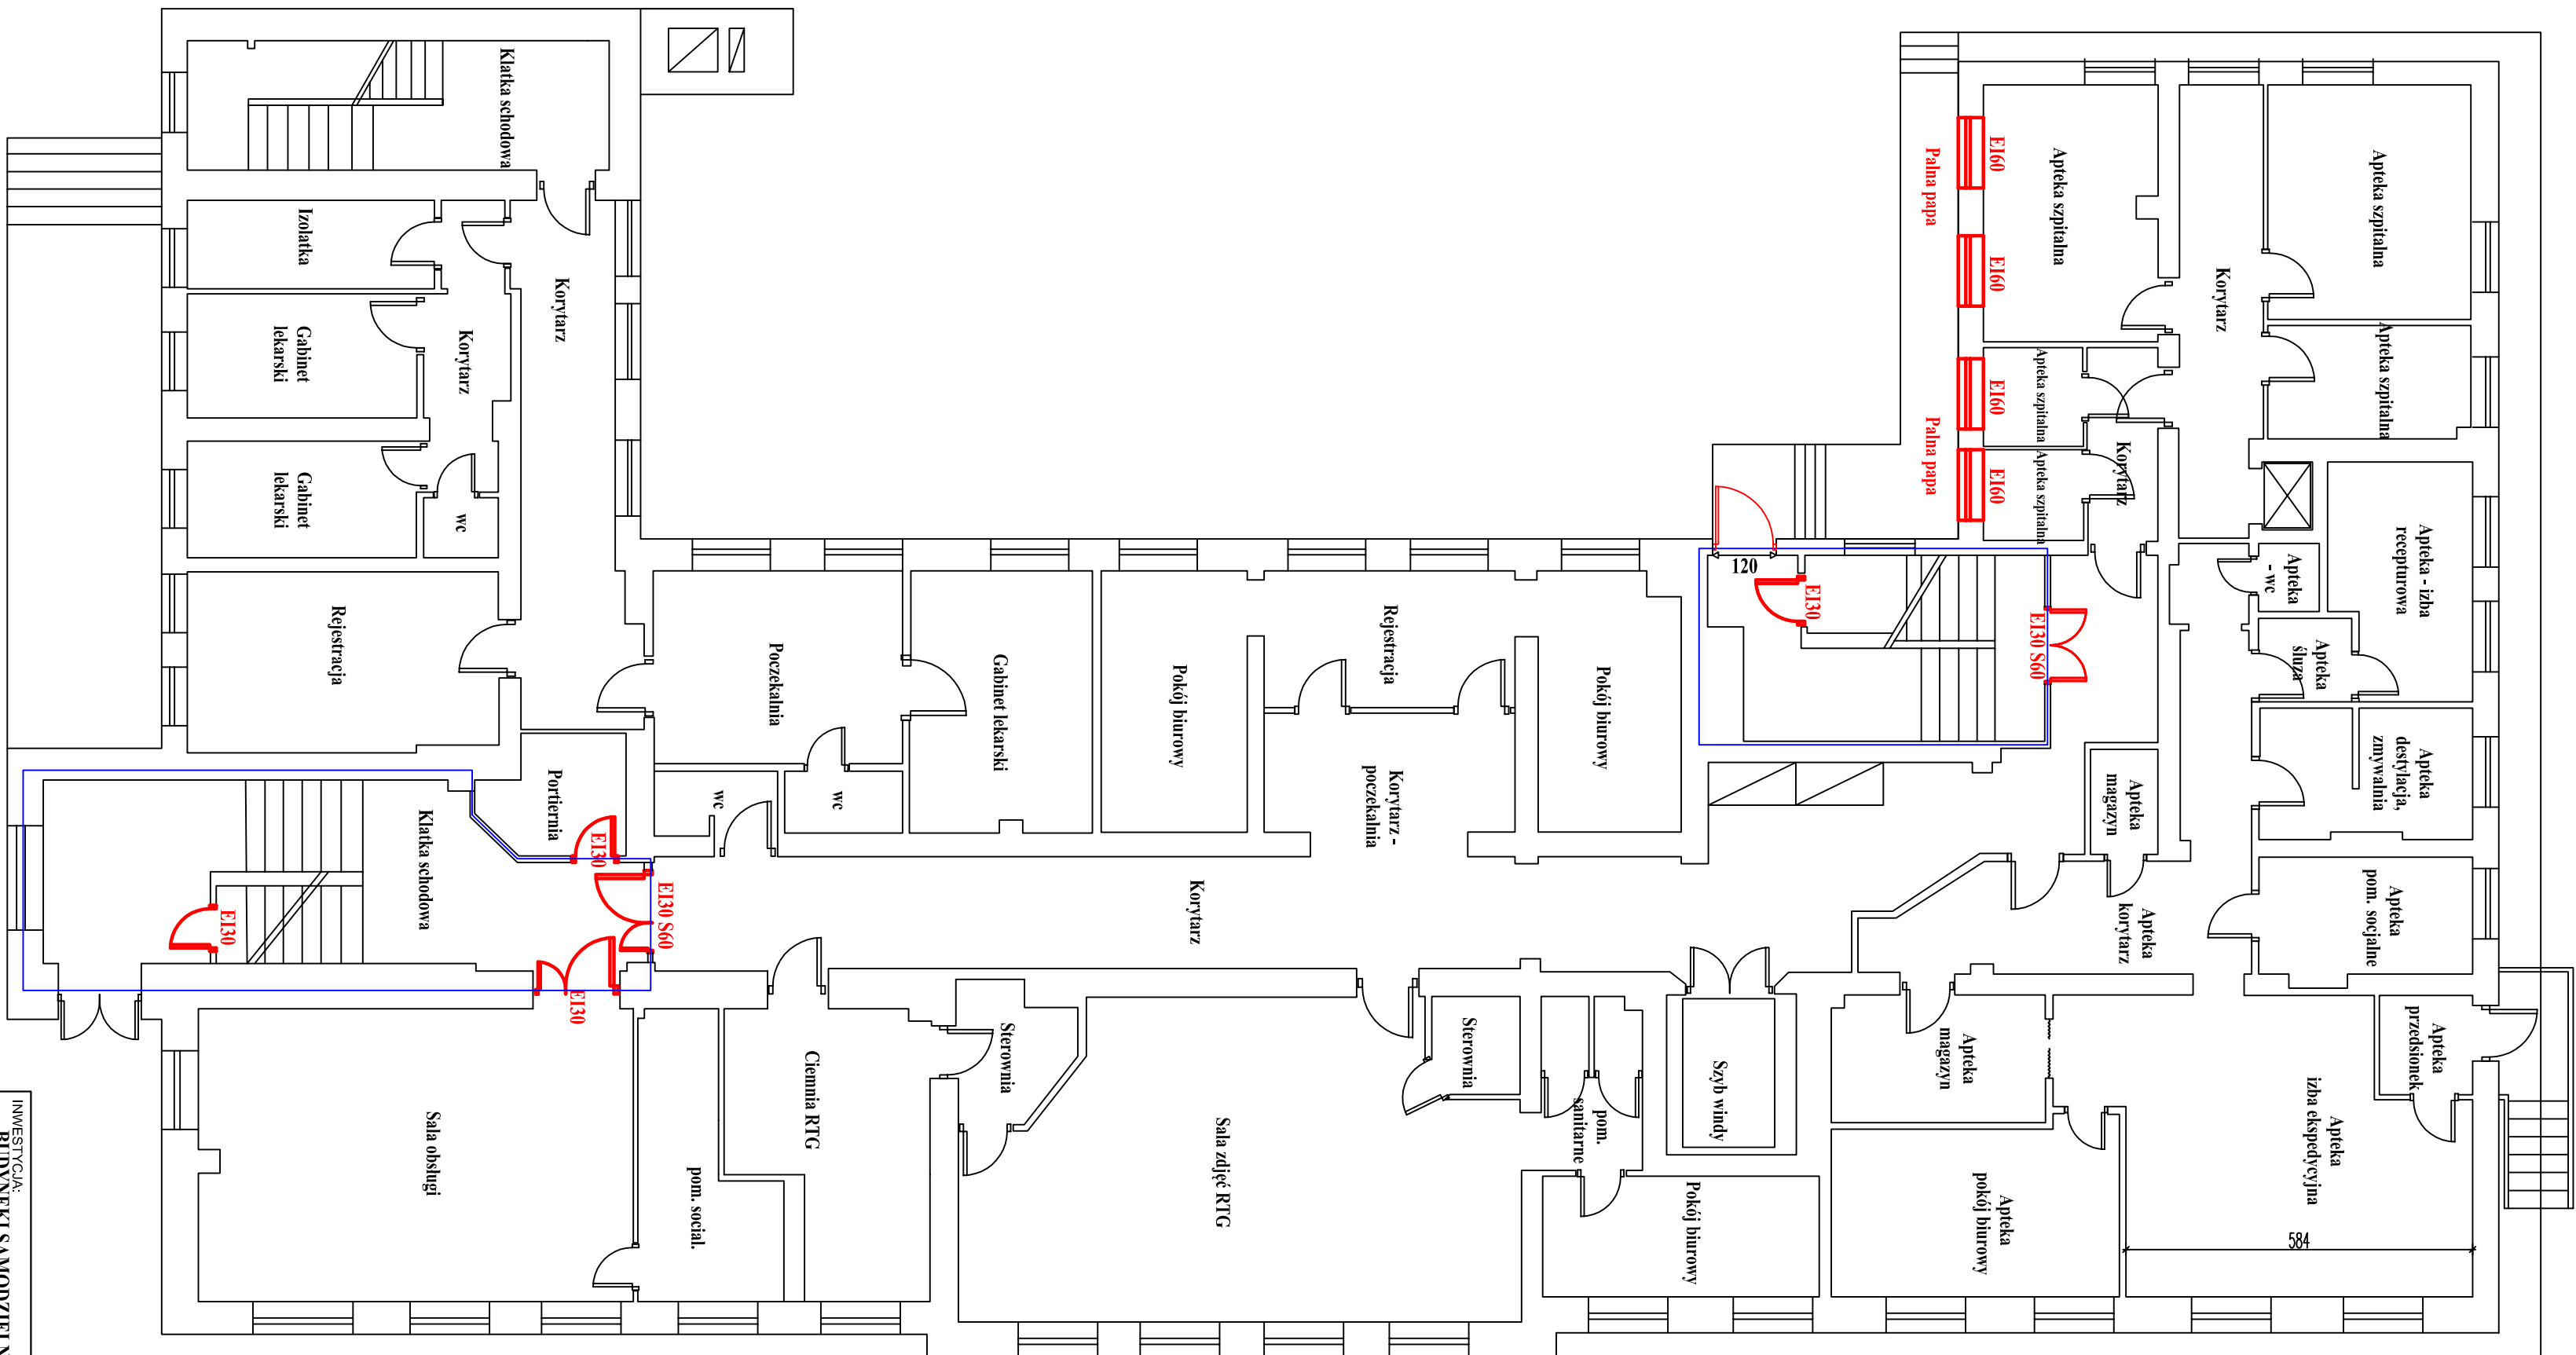 Klatka schodowa
Izolatka
Gabinet
lekarski
Korytarz
Korytarz
Gabinet
lekarski
wc
Rejestracja
Poczekalnia
Gabinet lekarski
Pokój biurowy
Rejestracja
Pokój biurowy
Korytarz -
poczekalnia
wc
wc
Portiernia
EI30
Klatka schodowa
EI30
EI30 S60
EI30
Korytarz
Palna papa
Palna papa
EI60
EI60
EI60
EI60
Apteka szpitalna
Apteka szpitalna
Apteka szpitalna
Apteka szpitalna
Apteka szpitalna
Korytarz
Korytarz
120
EI30
EI30 S60
Apteka - izba
recepturowa
Apteka
- wc
Apteka
śluza
Apteka
destylacja,
zmywalnia
Apteka
magazyn
Apteka
pom. socjalne
Apteka
korytarz
Apteka
przedsionek
Apteka
magazyn
Apteka
izba ekspedycyjna
584
Apteka
pokój biurowy
Szyb windy
pom.
sanitarne
Pokój biurowy
Sterownia
Sterownia
Sala zdjęć RTG
Ciemnia RTG
pom. social.
Sala obsługi
INWESTYCJA: